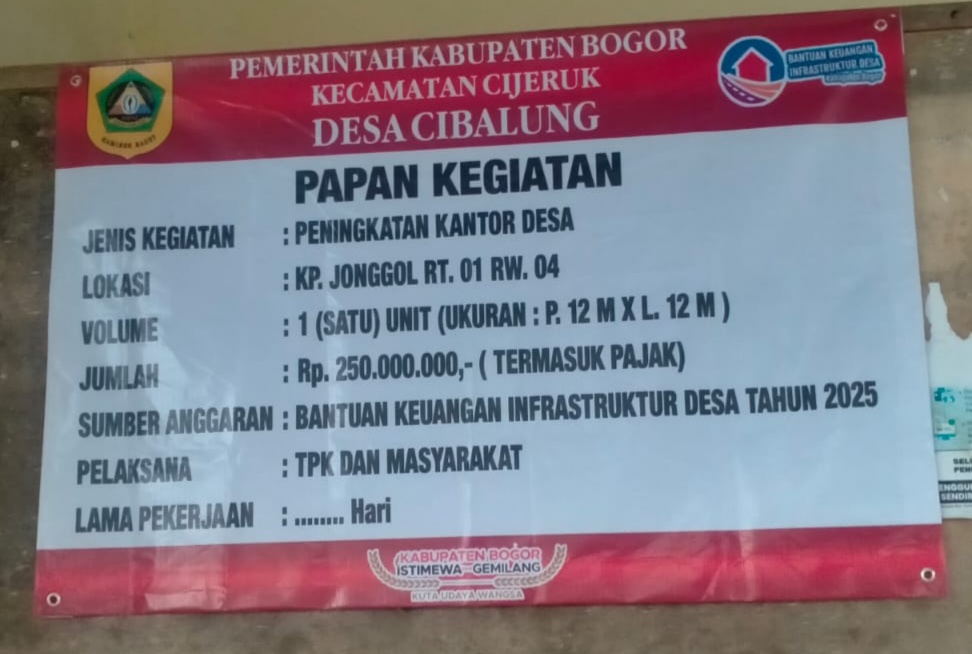 PEMERINTAH KABUPATEN BOGOR
KECAMATAN CIJERUK
DESA CIBALUNG
BANTUAN KEUANGAN
INFRASTRUKTUR DESA
Kabupaten Bogor
PAPAN KEGIATAN
JENIS KEGIATAN : PENINGKATAN KANTOR DESA
LOKASI : KP. JONGGOL RT. 01 RW. 04
VOLUME : 1 (SATU) UNIT (UKURAN : P. 12 M X L. 12 M )
JUMLAH : Rp. 250.000.000,- ( TERMASUK PAJAK)
SUMBER ANGGARAN : BANTUAN KEUANGAN INFRASTRUKTUR DESA TAHUN 2025
PELAKSANA : TPK DAN MASYARAKAT
LAMA PEKERJAAN : ........ Hari
KABUPATEN BOGOR
ISTIMEWA GEMILANG
KUTA UDAYA WANGSA